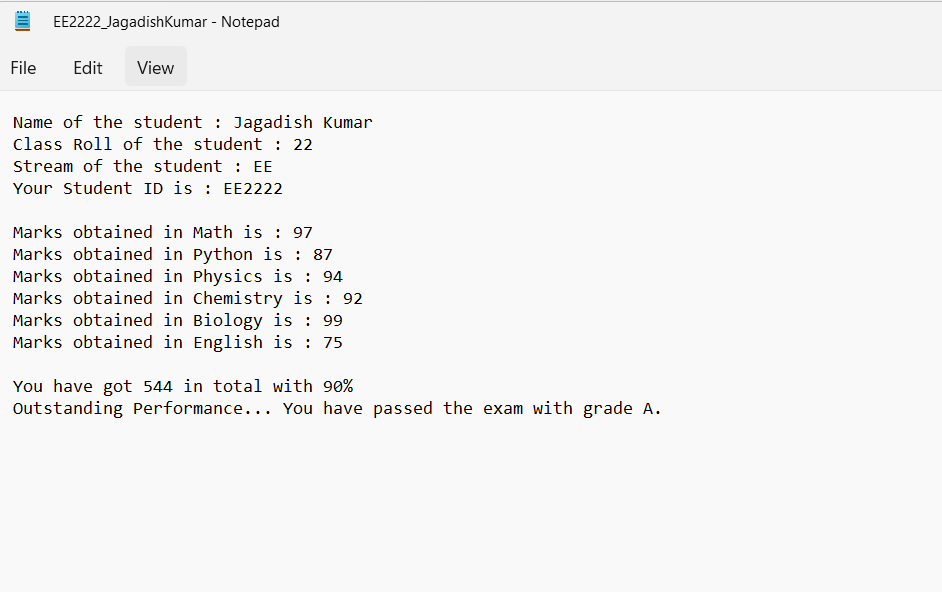 EE2222_JagadishKumar - Notepad
File Edit View
Name of the student : Jagadish Kumar
Class Roll of the student : 22
Stream of the student : EE
Your Student ID is : EE2222
Marks obtained in Math is : 97
Marks obtained in Python is : 87
Marks obtained in Physics is : 94
Marks obtained in Chemistry is : 92
Marks obtained in Biology is : 99
Marks obtained in English is : 75
You have got 544 in total with 90%
Outstanding Performance... You have passed the exam with grade A.